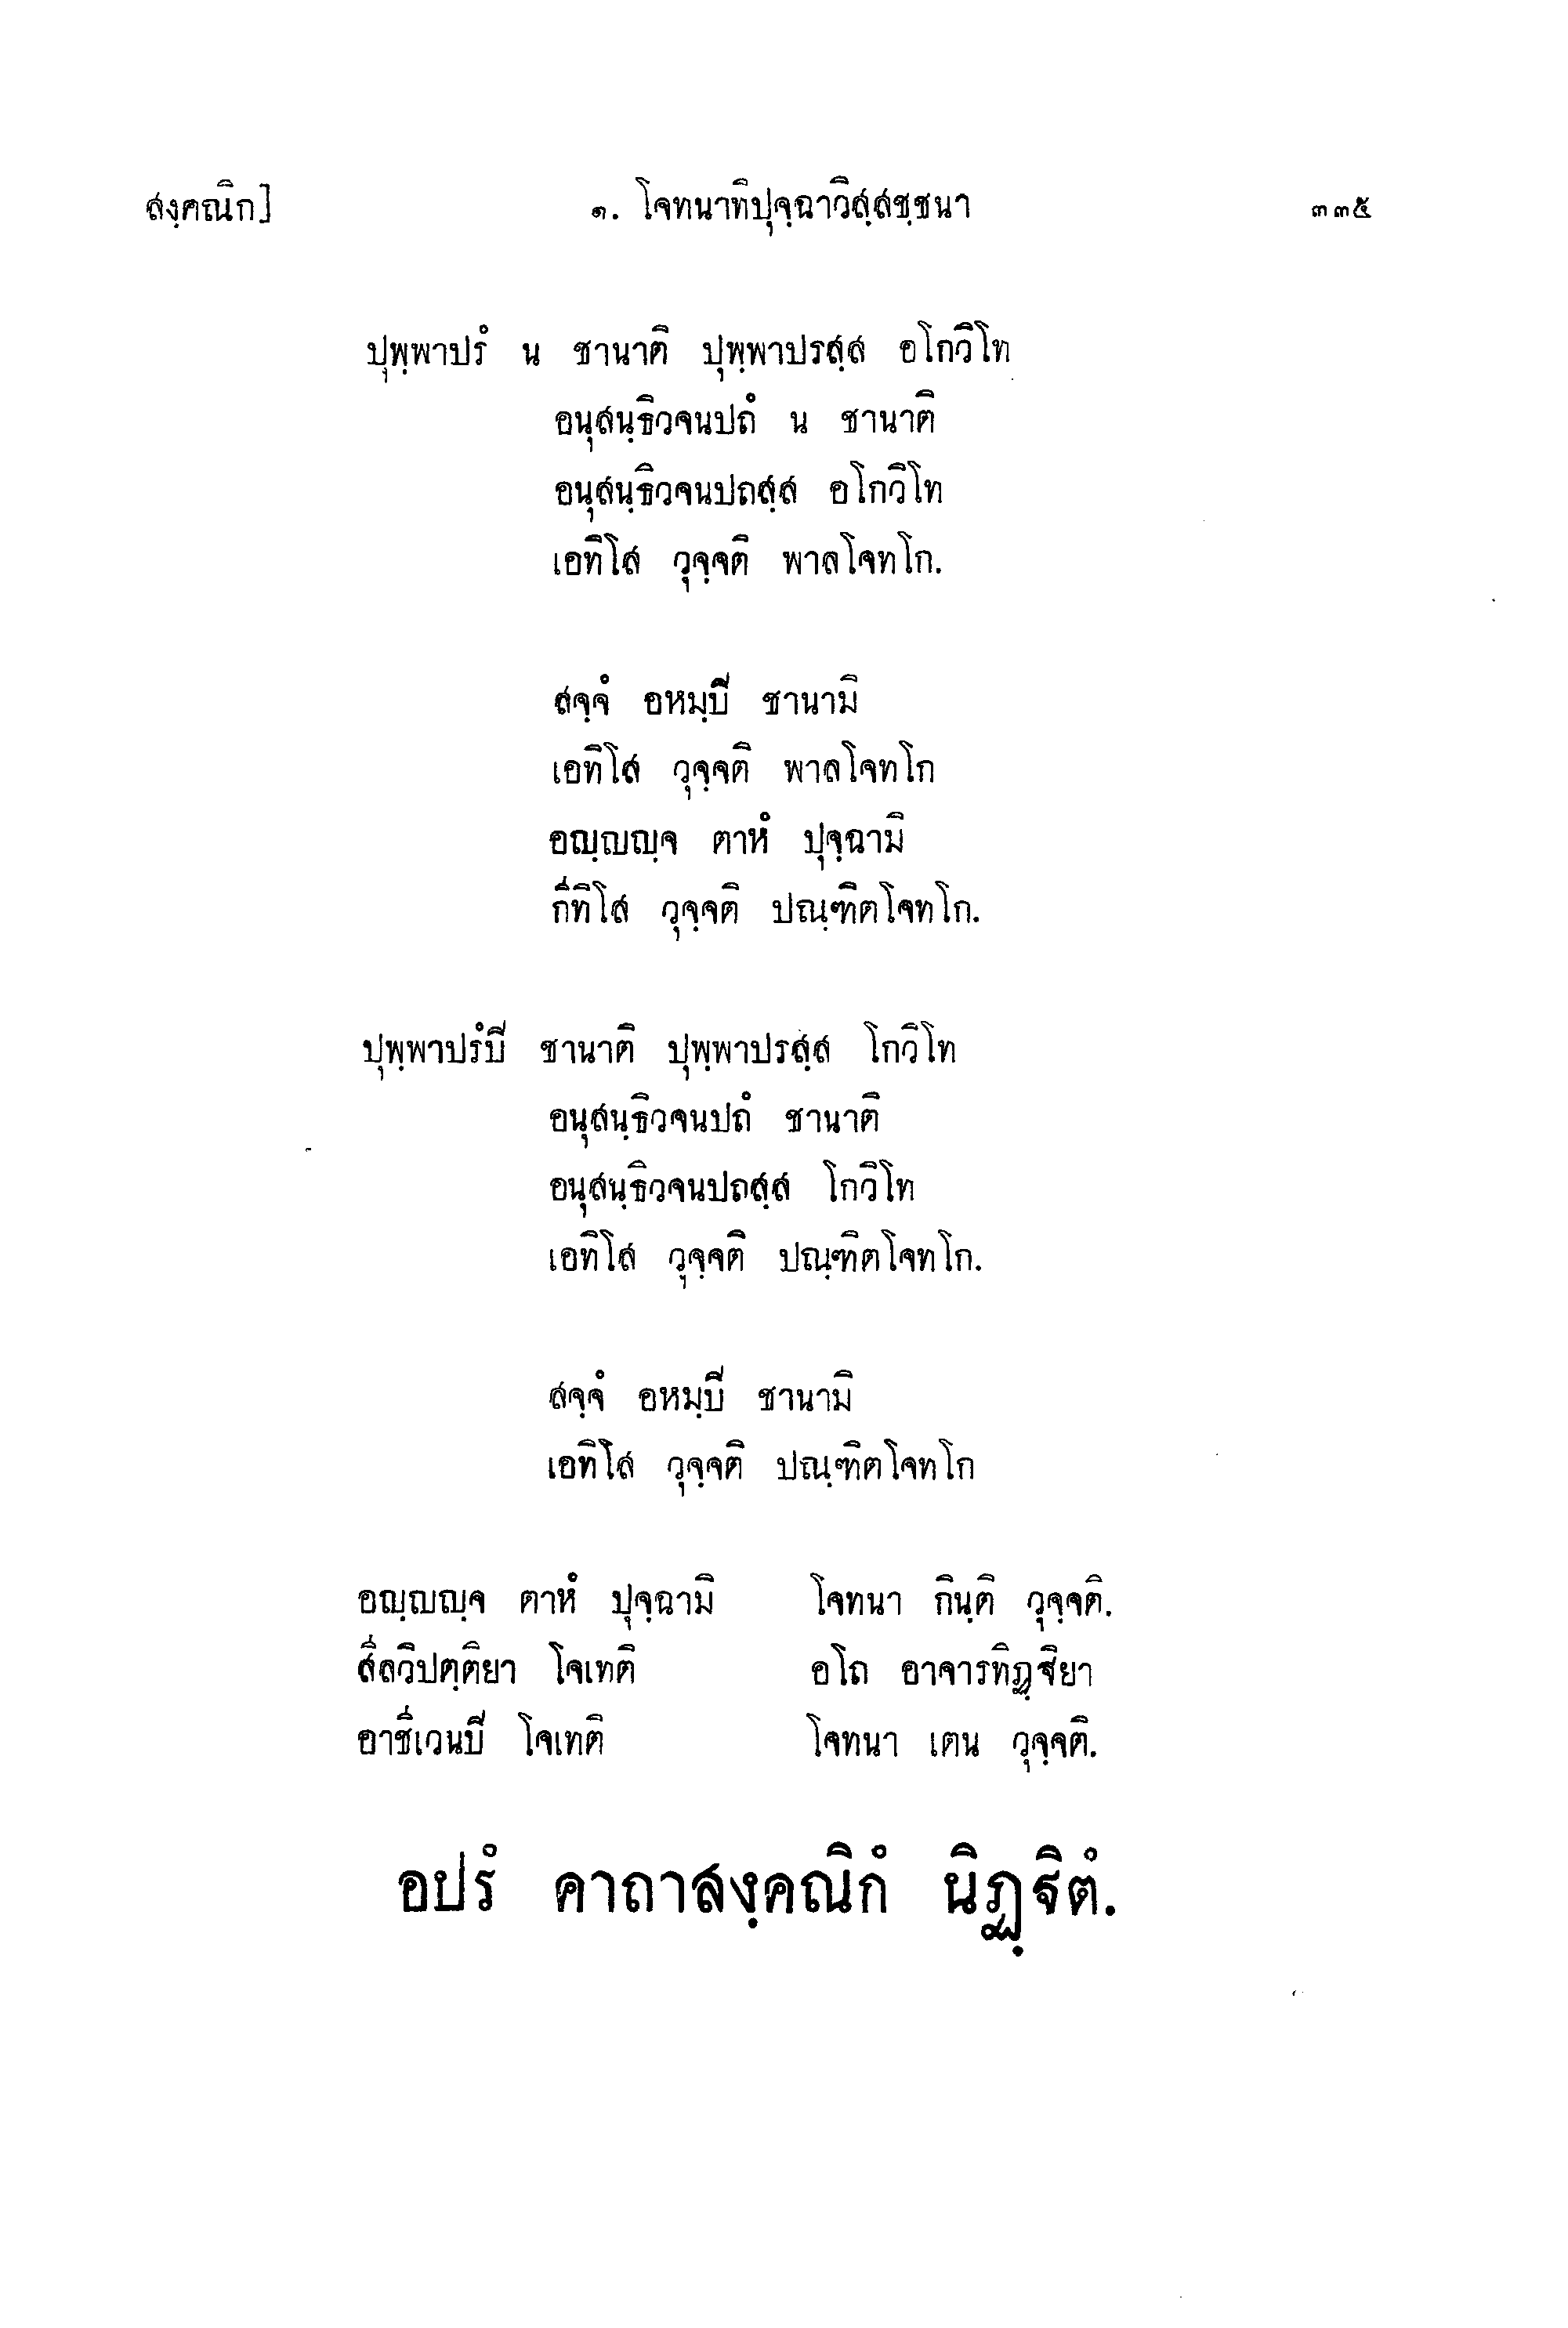 สงฺคณิก]
๑. โจทนาทิปุจฺฉาวิสฺสชฺชนา
๓๓๕
ปุพฺพาปรํ น ชานาติ ปุพฺพาปรสฺส อโกวิโท
อนุสนฺธิวจนปถํ น ชานาติ
อนุสนฺธิวจนปถสฺส อโกวิโท
เอทิโส วุจฺจติ พาลโจทโก.
สจฺจํ อหมฺปิ ชานามิ
เอทิโส วุจฺจติ พาลโจทโก
อญฺญญฺจ ตาหํ ปุจฺฉามิ
กีทิโส วุจฺจติ ปณฺฑิตโจทโก.
ปุพฺพาปรํปิ ชานาติ ปุพฺพาปรสฺส โกวิโท
อนุสนฺธิวจนปถํ ชานาติ
อนุสนฺธิวจนปถสฺส โกวิโท
เอทิโส วุจฺจติ ปณฺฑิตโจทโก.
สจฺจํ อหมฺปิ ชานามิ
เอทิโส วุจฺจติ ปณฺฑิตโจทโก
อญฺญญฺจ ตาหํ ปุจฺฉามิ โจทนา กินฺติ วุจฺจติ.
สีลวิปตฺติยา โจเทติ อโถ อาจารทิฏฺฐิยา
อาชีเวนปิ โจเทติ โจทนา เตน วุจฺจติ.
อปรํ คาถาสงฺคณิกํ นิฏฺฐิตํ.